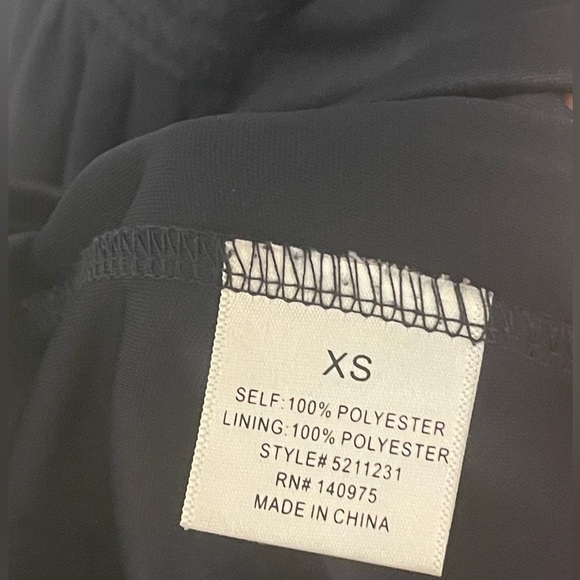 XS
SELF:100% POLYESTER
LINING:100% POLYESTER
STYLE# 5211231
RN# 140975
MADE IN CHINA